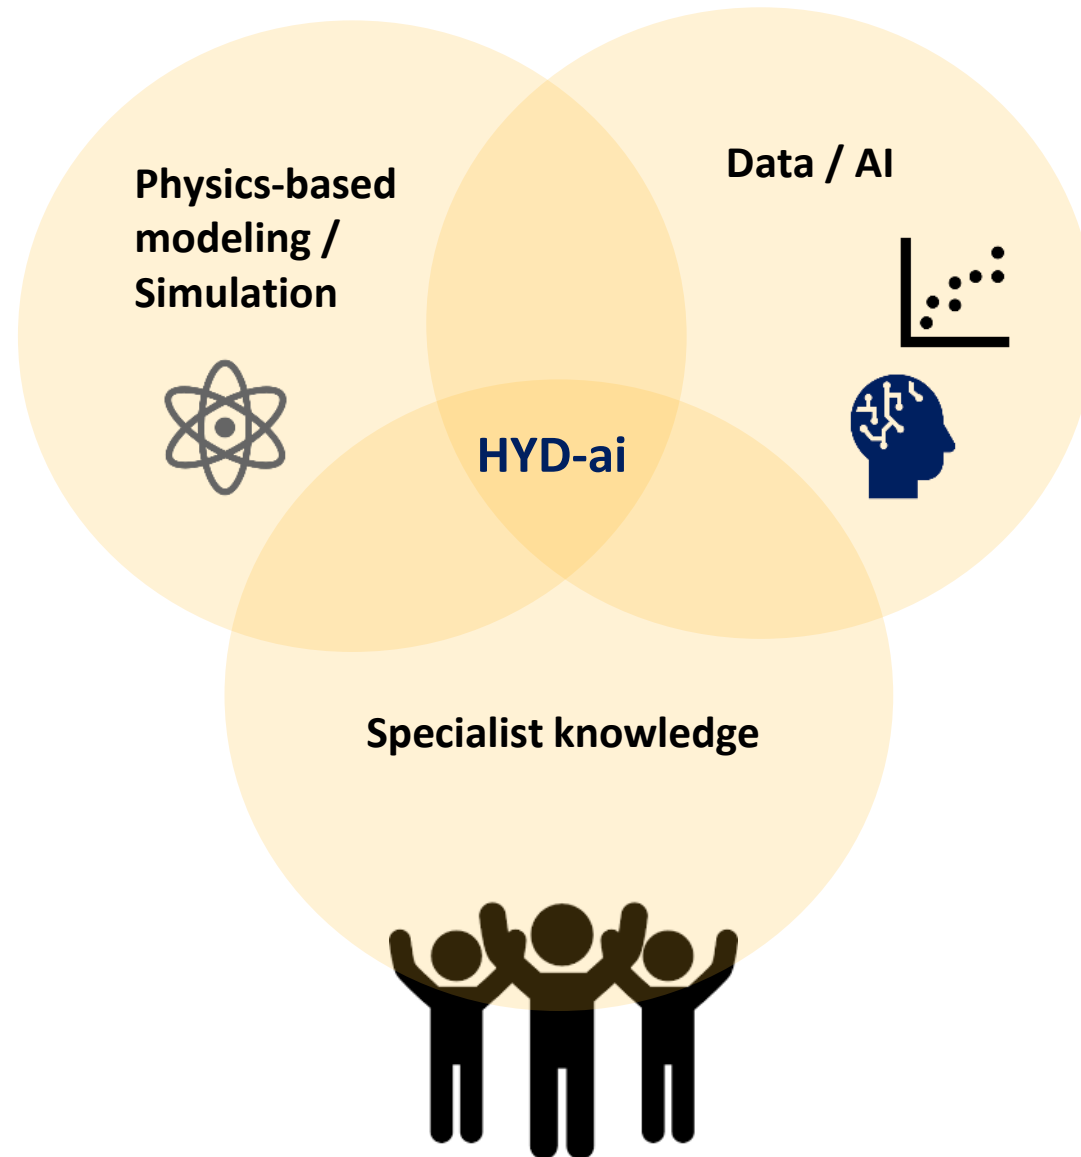 Physics-based
modeling /
Simulation
Data / AI
HYD-ai
Specialist knowledge